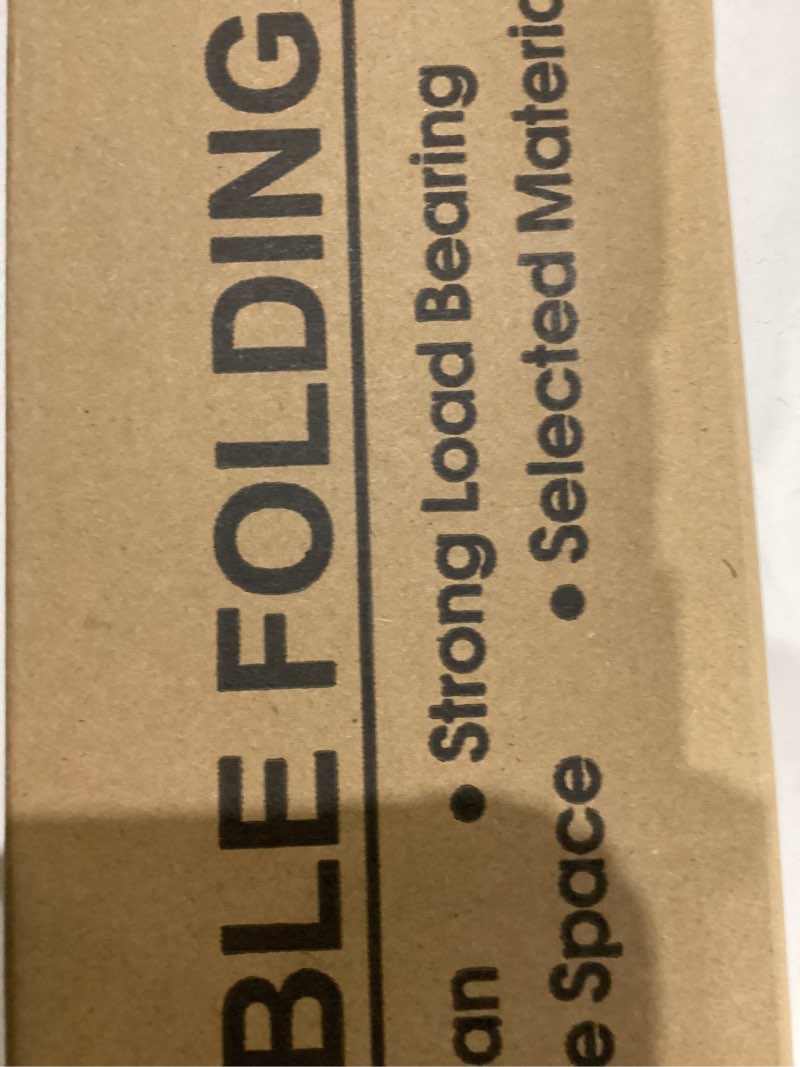 BLE FOLDING
an • Strong Load Bearing
e Space • Selected Materia